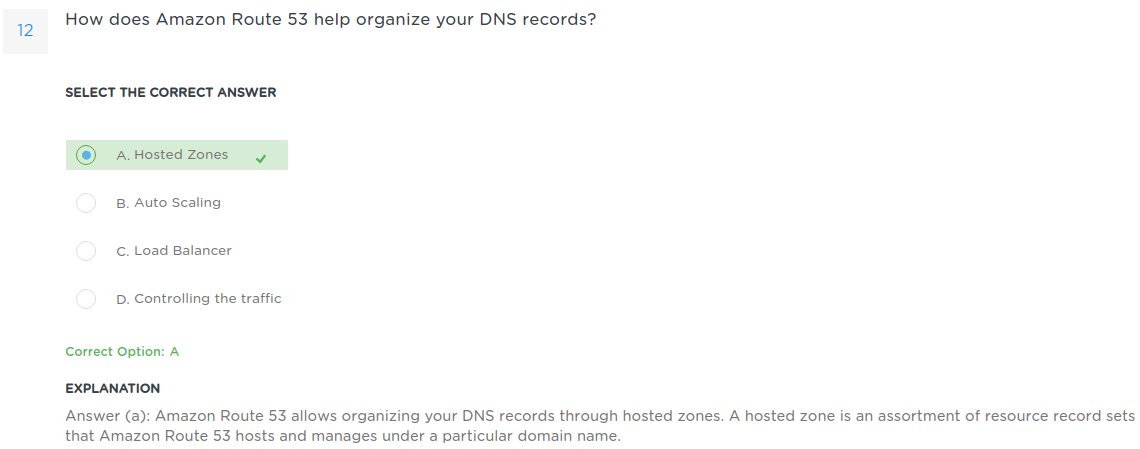 12
How does Amazon Route 53 help organize your DNS records?
SELECT THE CORRECT ANSWER
A. Hosted Zones
B. Auto Scaling
C. Load Balancer
D. Controlling the traffic
Correct Option: A
EXPLANATION
Answer (a): Amazon Route 53 allows organizing your DNS records through hosted zones. A hosted zone is an assortment of resource record sets
that Amazon Route 53 hosts and manages under a particular domain name.